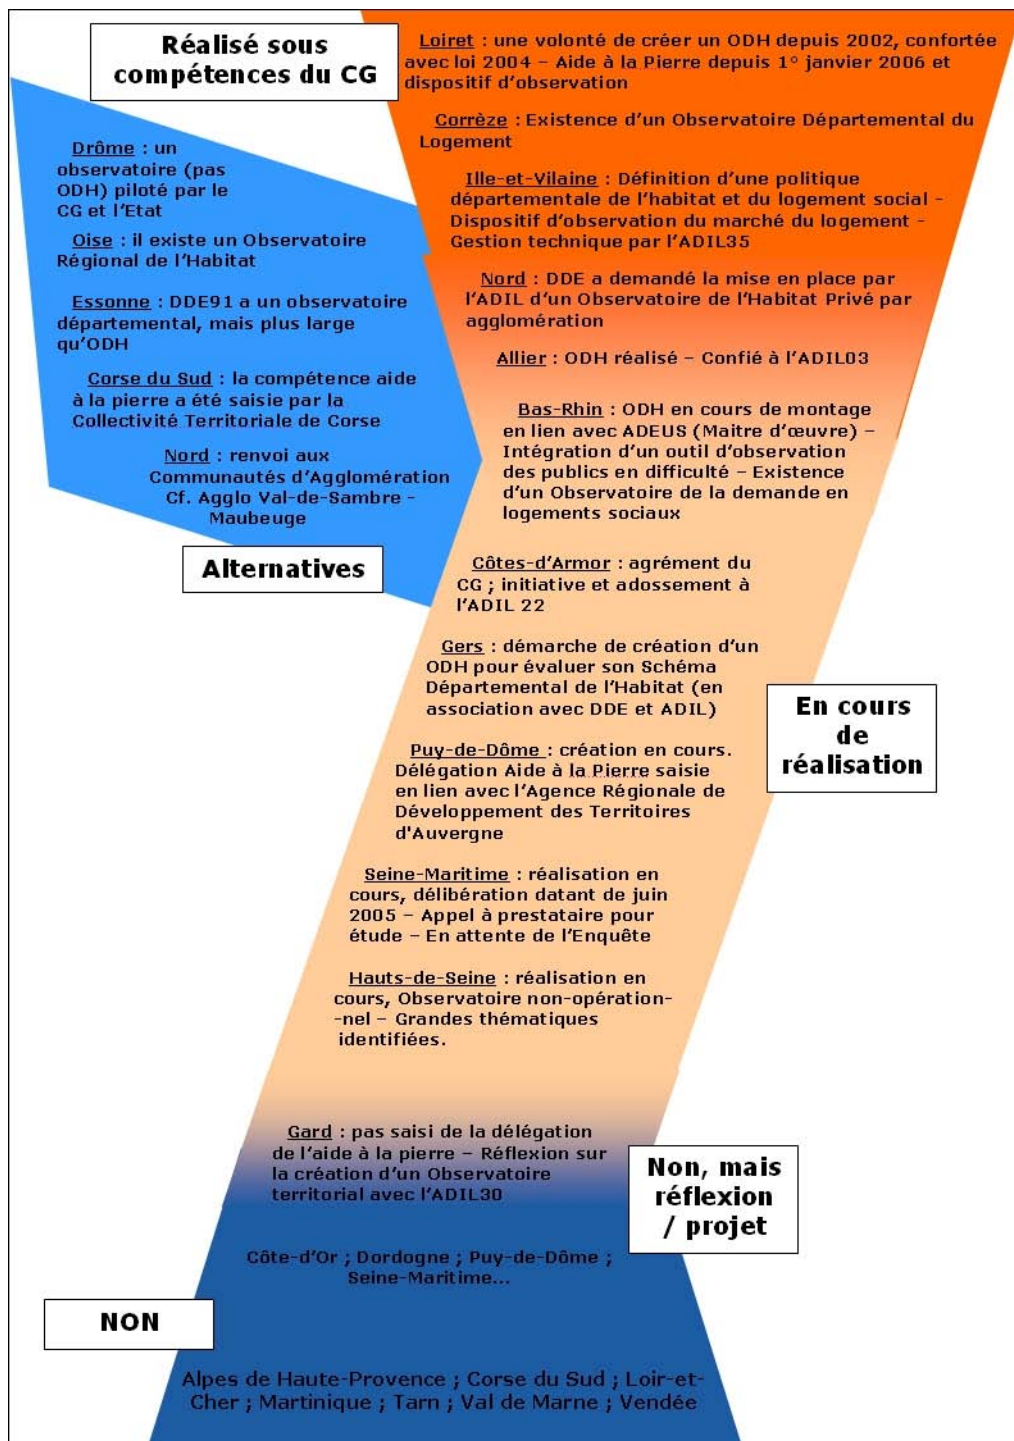 Réalisé sous
compétences du CG
Loiret : une volonté de créer un ODH depuis 2002, confortée
avec loi 2004 – Aide à la Pierre depuis 1° janvier 2006 et
dispositif d'observation
Corrèze : Existence d'un Observatoire Départemental du
Logement
Ille-et-Vilaine : Définition d'une politique
départementale de l'habitat et du logement social -
Dispositif d'observation du marché du logement -
Gestion technique par l'ADIL35
Nord : DDE a demandé la mise en place par
l'ADIL d'un Observatoire de l'Habitat Privé par
agglomération
Allier : ODH réalisé – Confié à l'ADIL03
Drôme : un
observatoire (pas
ODH) piloté par le
CG et l'Etat
Oise : il existe un Observatoire
Régional de l'Habitat
Essonne : DDE91 a un observatoire
départemental, mais plus large
qu'ODH
Corse du Sud : la compétence aide
à la pierre a été saisie par la
Collectivité Territoriale de Corse
Nord : renvoi aux
Communautés d'Agglomération
Cf. Agglo Val-de-Sambre -
Maubeuge
Alternatives
Bas-Rhin : ODH en cours de montage
en lien avec ADEUS (Maitre d'œuvre) –
Intégration d'un outil d'observation
des publics en difficulté – Existence
d'un Observatoire de la demande en
logements sociaux
Côtes-d'Armor : agrément du
CG ; initiative et adossement à
l'ADIL 22
Gers : démarche de création d'un
ODH pour évaluer son Schéma
Départemental de l'Habitat (en
association avec DDE et ADIL)
En cours
de
réalisation
Puy-de-Dôme : création en cours.
Délégation Aide à la Pierre saisie
en lien avec l'Agence Régionale de
Développement des Territoires
d'Auvergne
Seine-Maritime : réalisation en
cours, délibération datant de juin
2005 – Appel à prestataire pour
étude – En attente de l'Enquête
Hauts-de-Seine : réalisation en
cours, Observatoire non-opération-
-nel – Grandes thématiques
identifiées.
Gard : pas saisi de la délégation
de l'aide à la pierre – Réflexion sur
la création d'un Observatoire
territorial avec l'ADIL30
Non, mais
réflexion
/ projet
Côte-d'Or ; Dordogne ; Puy-de-Dôme ;
Seine-Maritime...
NON
Alpes de Haute-Provence ; Corse du Sud ; Loir-et-
Cher ; Martinique ; Tarn ; Val de Marne ; Vendée